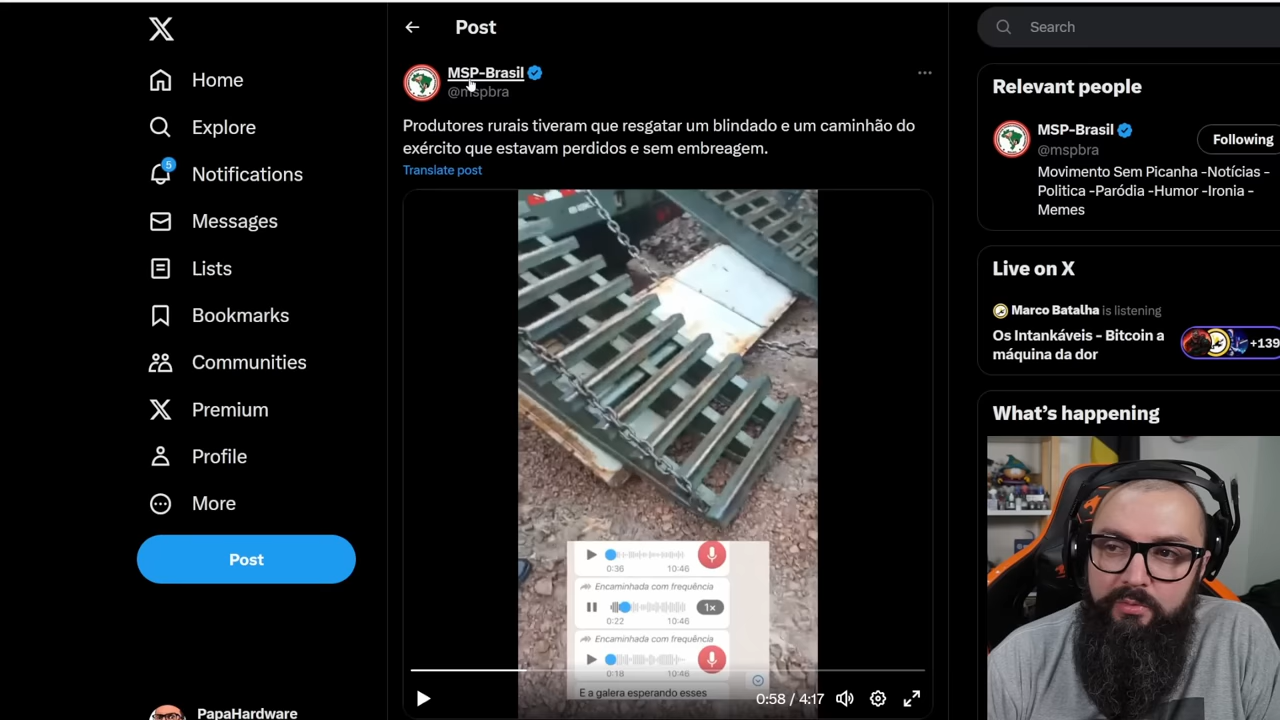 Home
Explore
5
Notifications
Messages
Lists
Bookmarks
Communities
Premium
Profile
More
Post
PapaHardware
Post
MSP-Brasil
@mspbra
Produtores rurais tiveram que resgatar um blindado e um caminhão do
exército que estavam perdidos e sem embreagem.
Translate post
0:36 10:46
Encaminhada com frequência
1×
0:22 10:46
Encaminhada com frequência
0:18 10:46
E a galera esperando esses
0:58 / 4:17
Search
Relevant people
MSP-Brasil
@mspbra
Following
Movimento Sem Picanha -Notícias -
Politica -Paródia -Humor -Ironia -
Memes
Live on X
Marco Batalha is listening
Os Intankáveis - Bitcoin a
máquina da dor
+139
What's happening